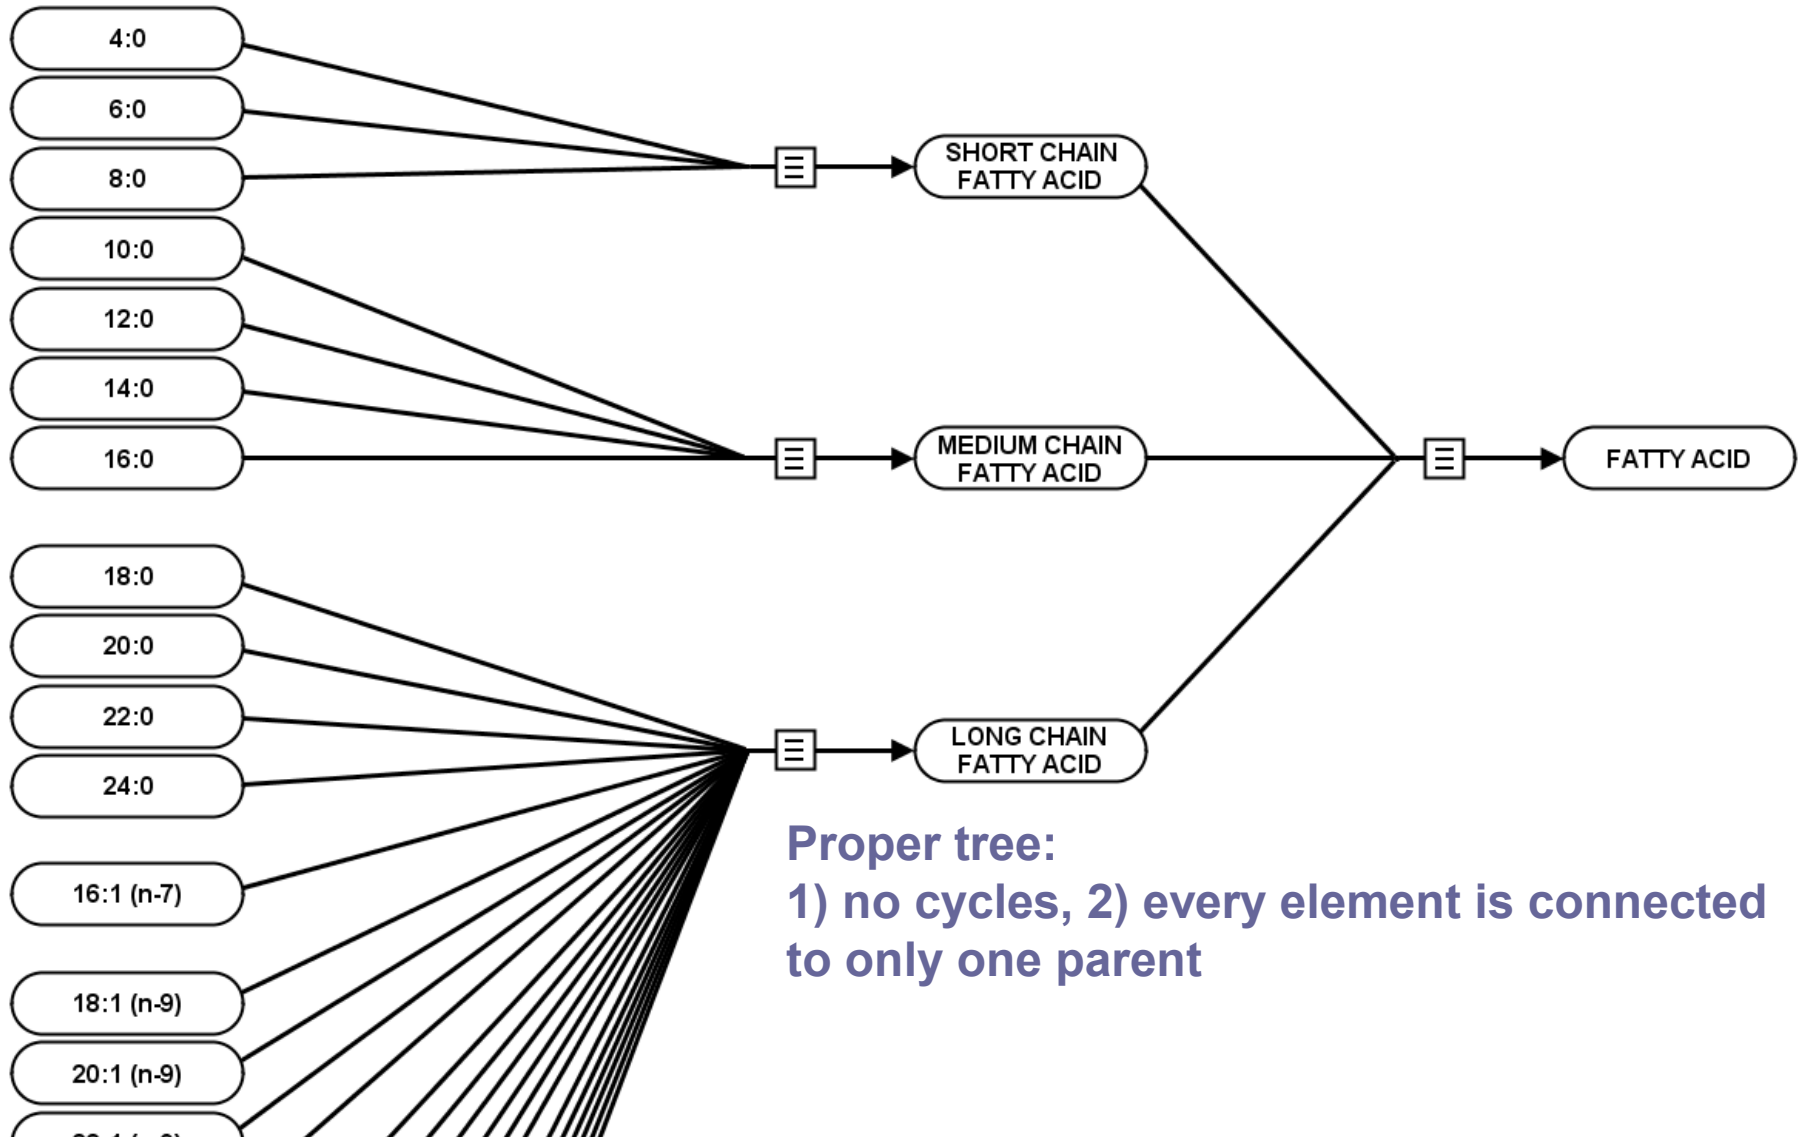 4:0
6:0
8:0
10:0
12:0
14:0
16:0
18:0
20:0
22:0
24:0
16:1 (n-7)
18:1 (n-9)
20:1 (n-9)
SHORT CHAIN
FATTY ACID
MEDIUM CHAIN
FATTY ACID
LONG CHAIN
FATTY ACID
FATTY ACID
Proper tree:
1) no cycles, 2) every element is connected
to only one parent